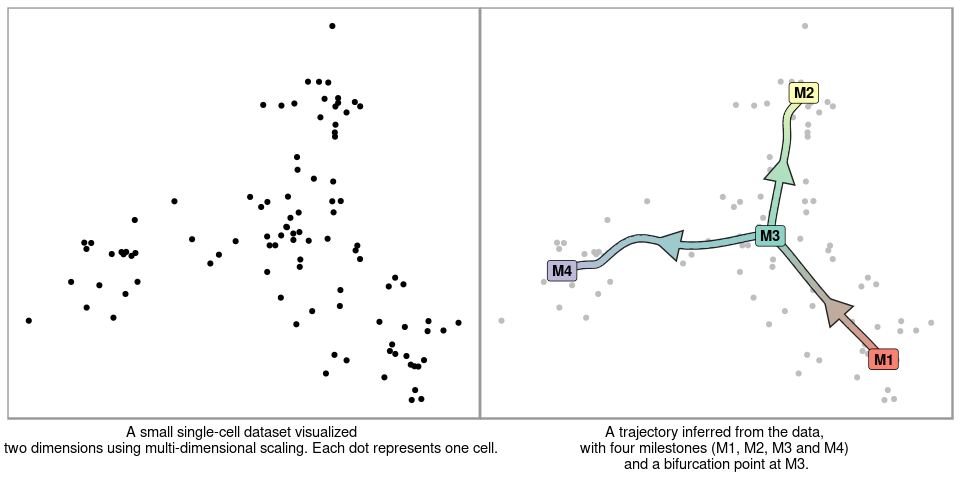 M2
M3
M4
M1
A small single-cell dataset visualized
two dimensions using multi-dimensional scaling. Each dot represents one cell.
A trajectory inferred from the data,
with four milestones (M1, M2, M3 and M4)
and a bifurcation point at M3.